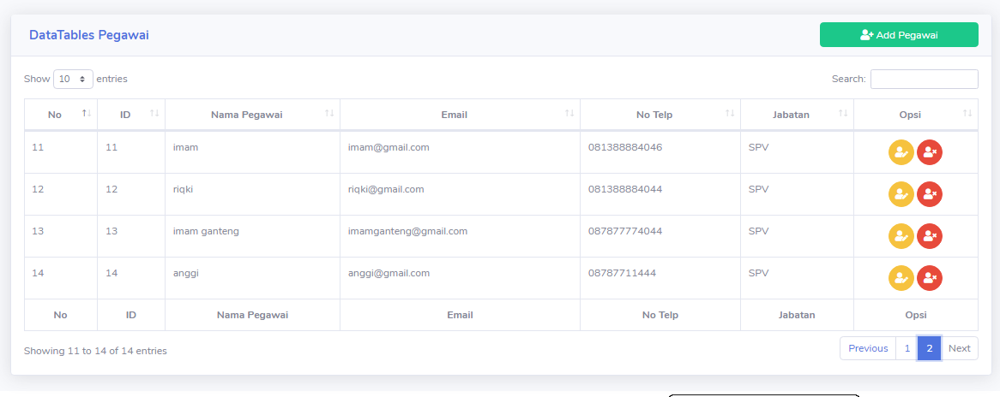 DataTables Pegawai Add Pegawai
Show 10 entries Search:
No ID Nama Pegawai Email No Telp Jabatan Opsi
11 11 imam imam@gmail.com 081388884046 SPV
12 12 riqki riqki@gmail.com 081388884044 SPV
13 13 imam ganteng imamganteng@gmail.com 087877774044 SPV
14 14 anggi anggi@gmail.com 08787711444 SPV
No ID Nama Pegawai Email No Telp Jabatan Opsi
Showing 11 to 14 of 14 entries Previous 1 2 Next